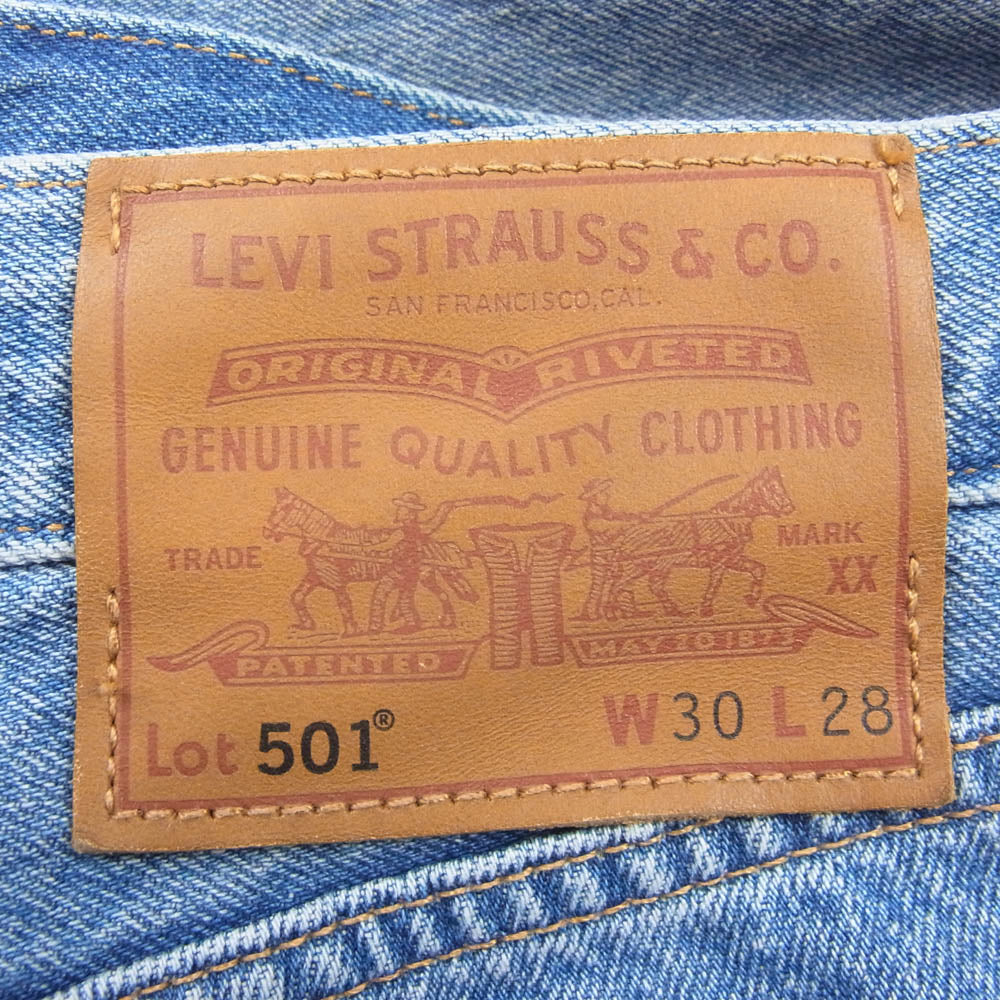 LEVI STRAUSS & CO.
SAN FRANCISCO, CAL.
ORIGINAL RIVETED
GENUINE QUALITY CLOTHING
TRADE MARK
XX
PATENTED MAY 20 1873
Lot 501® W30 L28